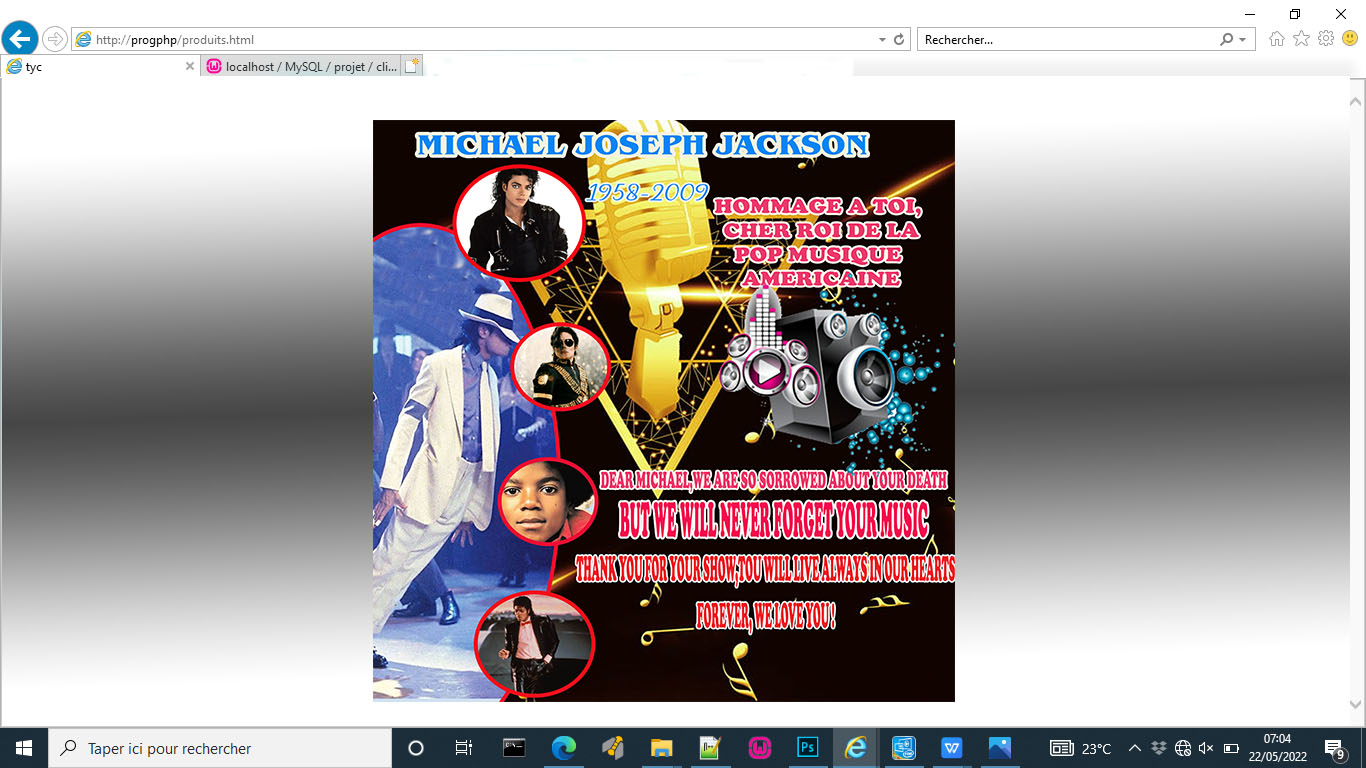 http://progphp/produits.html
Rechercher...
tyc
localhost / MySQL / projet / cli...
MICHAEL JOSEPH JACKSON
1958-2009
HOMMAGE A TOI,
CHER ROI DE LA
POP MUSIQUE
AMERICAINE
DEAR MICHAEL,WE ARE SO SORROWED ABOUT YOUR DEATH
BUT WE WILL NEVER FORGET YOUR MUSIC
THANK YOU FOR YOUR SHOW,TOU WILL LIVE ALWAYS IN OUR HEARTS
FOREVER, WE LOVE YOU !
Taper ici pour rechercher
Ps
23°C
07:04
22/05/2022
9